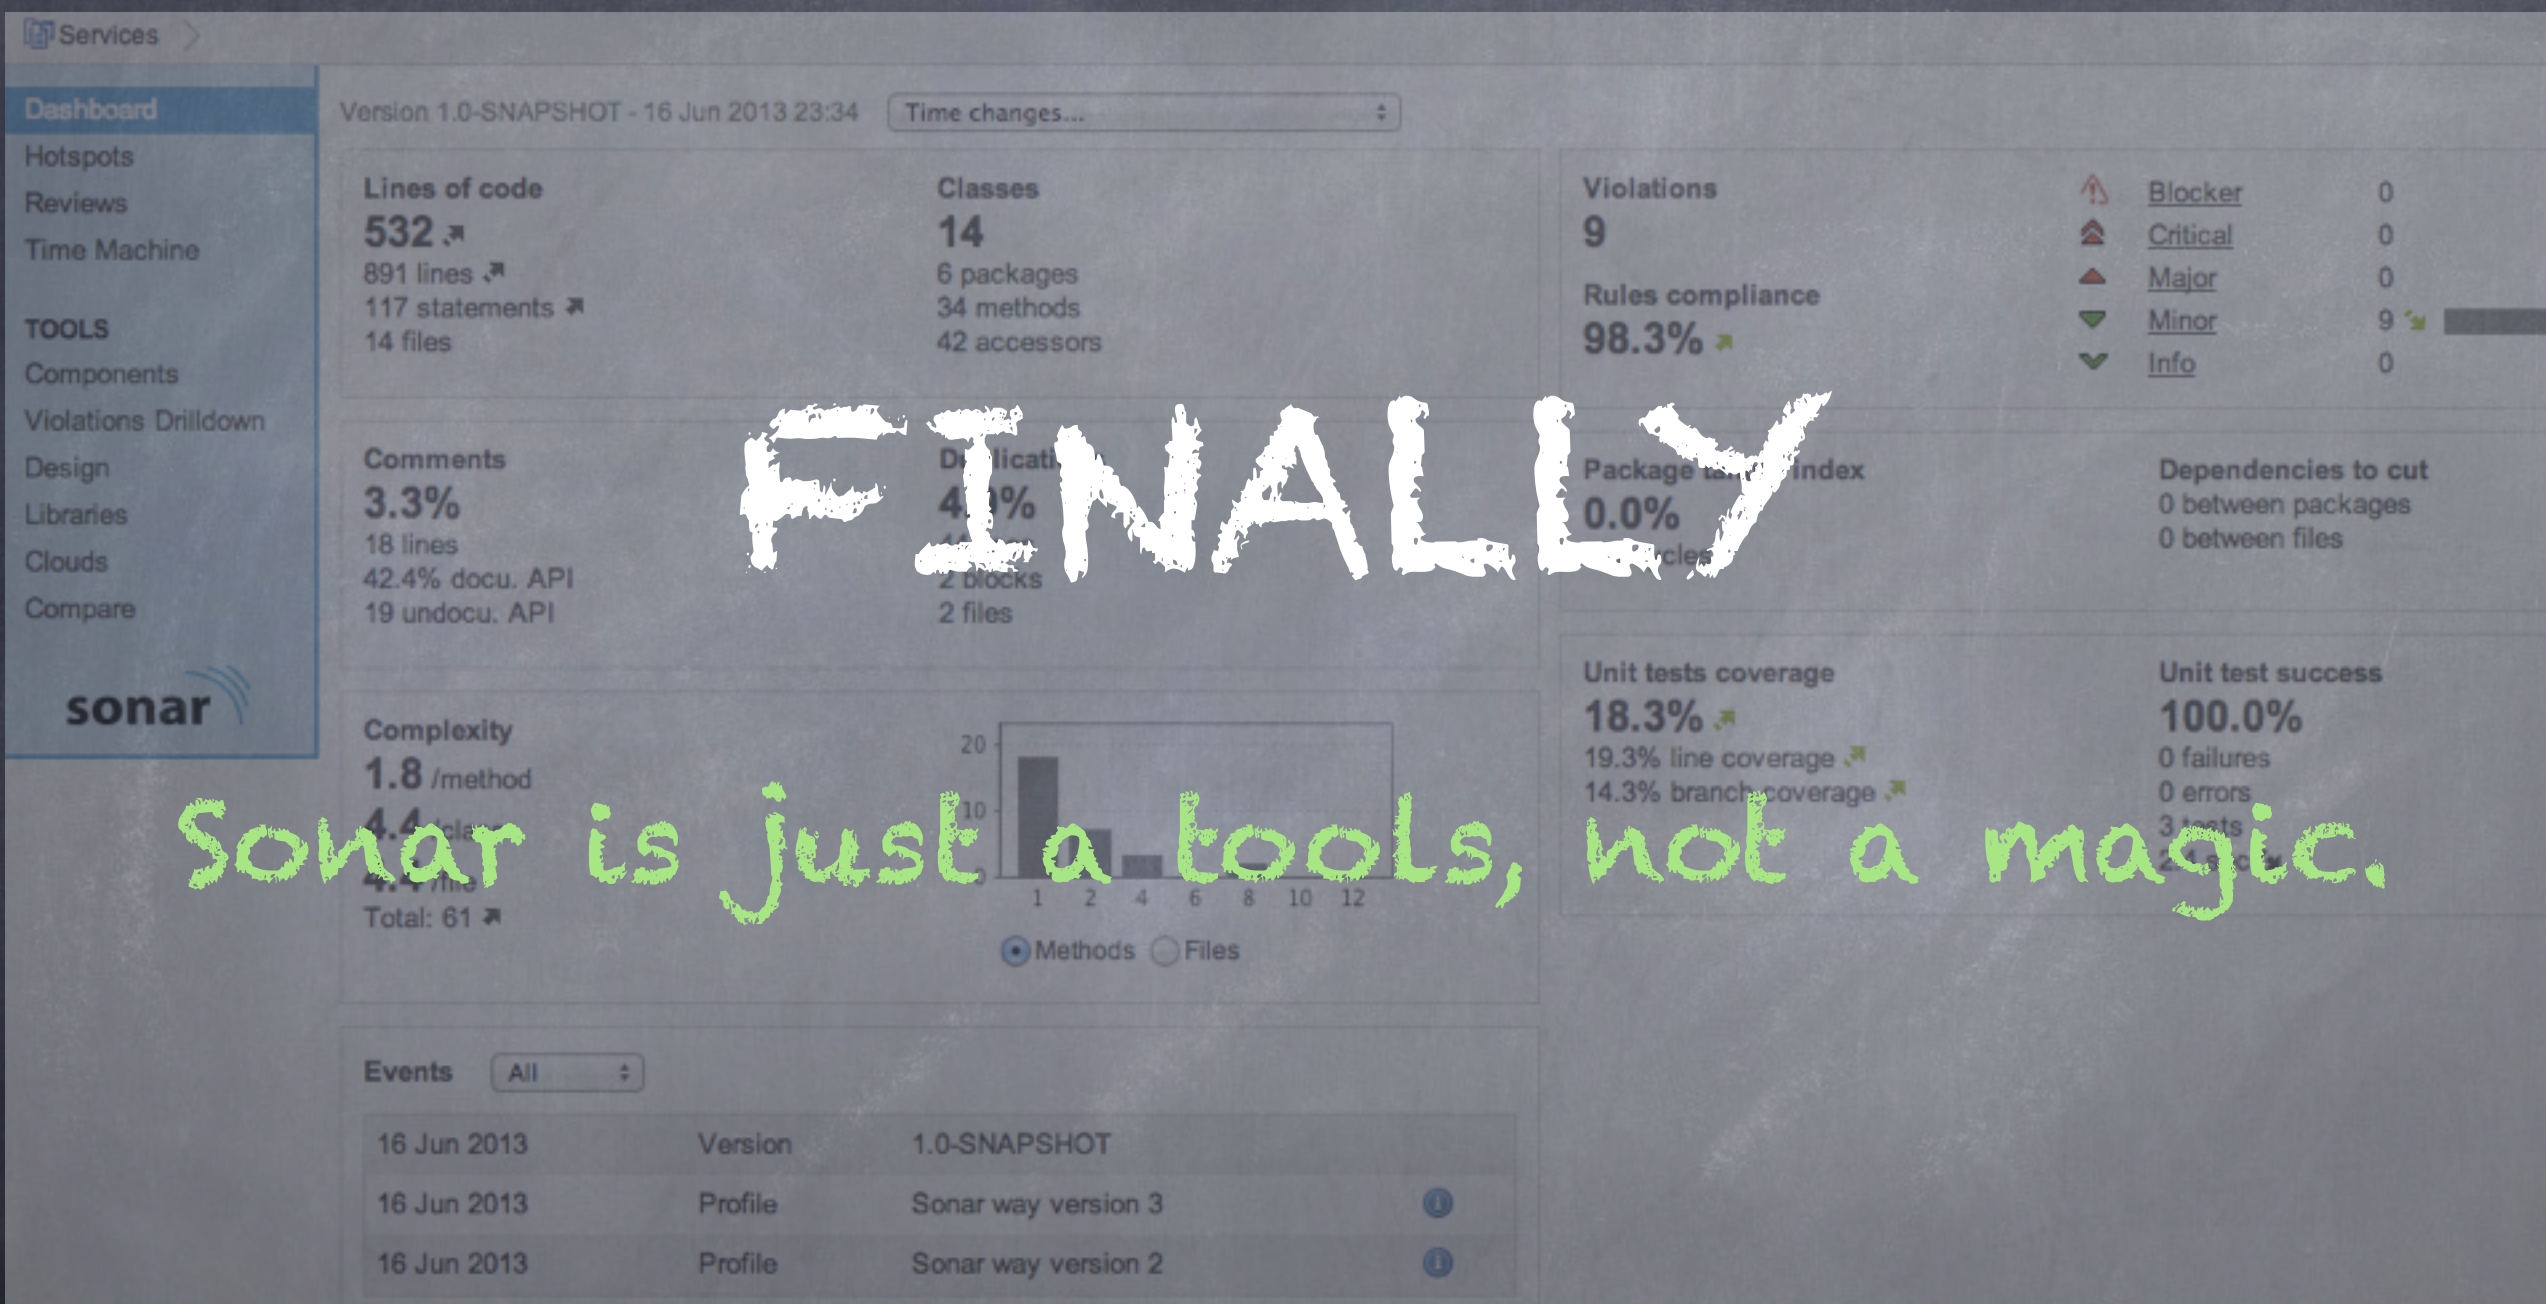 Services
Dashboard
Hotspots
Reviews
Time Machine
TOOLS
Components
Violations Drilldown
Design
Libraries
Clouds
Compare
sonar
Version 1.0-SNAPSHOT - 16 Jun 2013 23:34
Time changes...
Lines of code
532
891 lines
117 statements
14 files
Classes
14
6 packages
34 methods
42 accessors
Violations
9
Rules compliance
98.3%
Blocker 0
Critical 0
Major 0
Minor 9
Info 0
FINALLY
Comments
3.3%
18 lines
42.4% docu. API
19 undocu. API
2 blocks
2 files
Package index
0.0%
Dependencies to cut
0 between packages
0 between files
Complexity
1.8 /method
4.4
4.4 /file
Total: 61
20
10
0
1 2 4 6 8 10 12
Methods Files
Unit tests coverage
18.3%
19.3% line coverage
14.3% branch coverage
Unit test success
100.0%
0 failures
0 errors
3 tests
Sonar is just a tools, not a magic.
Events All
16 Jun 2013 Version 1.0-SNAPSHOT
16 Jun 2013 Profile Sonar way version 3
16 Jun 2013 Profile Sonar way version 2